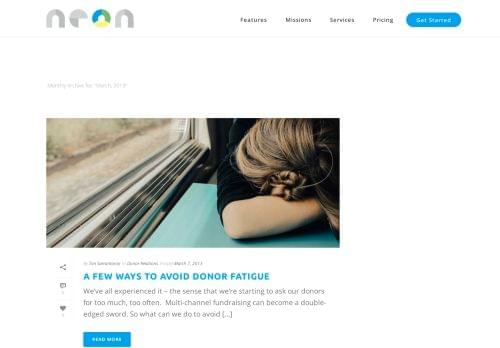 neon
Features
Missions
Services
Pricing
Get Started
Monthly Archive for: "March, 2013"
By Tim Sarrantonio In Donor Relations Posted March 7, 2013
A FEW WAYS TO AVOID DONOR FATIGUE
We've all experienced it – the sense that we're starting to ask our donors
for too much, too often. Multi-channel fundraising can become a double-
edged sword. So what can we do to avoid [...]
READ MORE